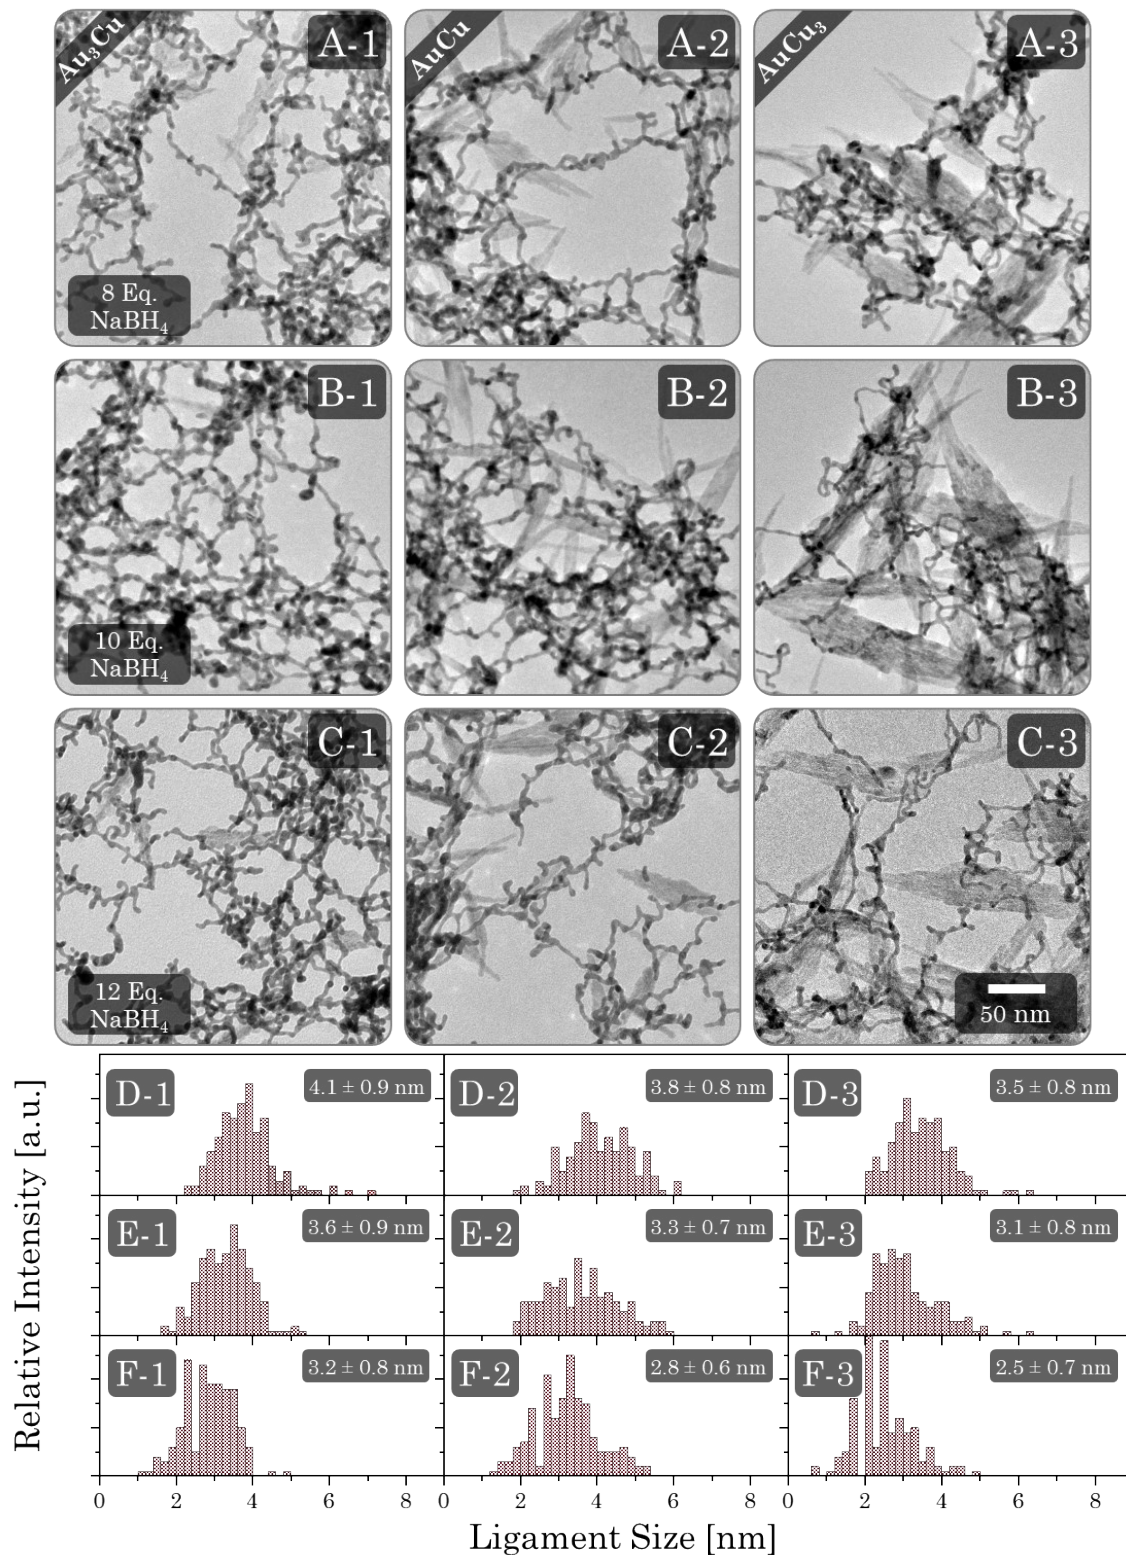 Au₃Cu
A-1
AuCu
A-2
AuCu₃
A-3
8 Eq.
NaBH₄
B-1
B-2
B-3
10 Eq.
NaBH₄
C-1
C-2
C-3
12 Eq.
NaBH₄
50 nm
Relative Intensity [a.u.]
D-1
4.1 ± 0.9 nm
D-2
3.8 ± 0.8 nm
D-3
3.5 ± 0.8 nm
E-1
3.6 ± 0.9 nm
E-2
3.3 ± 0.7 nm
E-3
3.1 ± 0.8 nm
F-1
3.2 ± 0.8 nm
F-2
2.8 ± 0.6 nm
F-3
2.5 ± 0.7 nm
0 2 4 6 8 0 2 4 6 8 0 2 4 6 8
Ligament Size [nm]